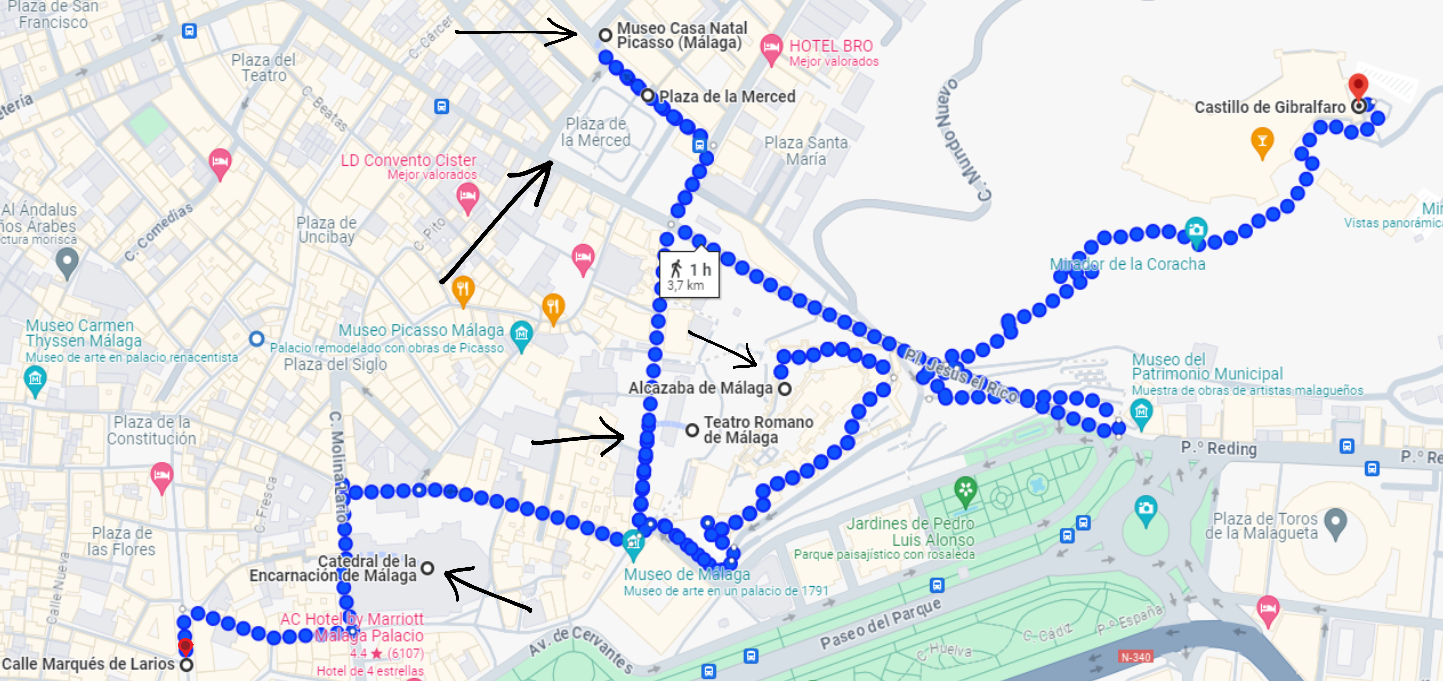 Plaza de San
Francisco
C. Cárcer
Museo Casa Natal
Picasso (Málaga)
HOTEL BRO
Mejor valorados
Plaza del
Teatro
C. Beatas
etería
Plaza de la Merced
Plaza de
la Merced
Plaza Santa
María
C. Mundo Nuevo
Castillo de Gibralfaro
LD Convento Cister
Mejor valorados
Al Ándalus
ños Árabes
ctura morisca
C. Comedias
Plaza de
Uncibay
C. Pito
Mir
Vistas panorámica
Mirador de la Coracha
1 h
3,7 km
Museo Carmen
Thyssen Málaga
Museo de arte en palacio renacentista
Museo Picasso Málaga
Palacio remodelado con obras de Picasso
Plaza del Siglo
Pl. Jesús el Rico
Museo del
Patrimonio Municipal
Muestra de obras de artistas malagueños
Alcazaba de Málaga
Teatro Romano
de Málaga
Plaza de la
Constitución
C. Molina Lario
P.º Reding
P.º Re
C. Fresca
Plaza de
las Flores
Jardines de Pedro
Luis Alonso
Parque paisajístico con rosaleda
Plaza de Toros
de la Malagueta
Catedral de la
Encarnación de Málaga
Museo de Málaga
Museo de arte en un palacio de 1791
Calle Nueva
AC Hotel by Marriott
Málaga Palacio
4.4 ★ (6107)
Hotel de 4 estrellas
Calle Marqués de Larios
Av. de Cervantes
Paseo del Parque
C. Cádiz
P.º España
C. Huelva
N-340